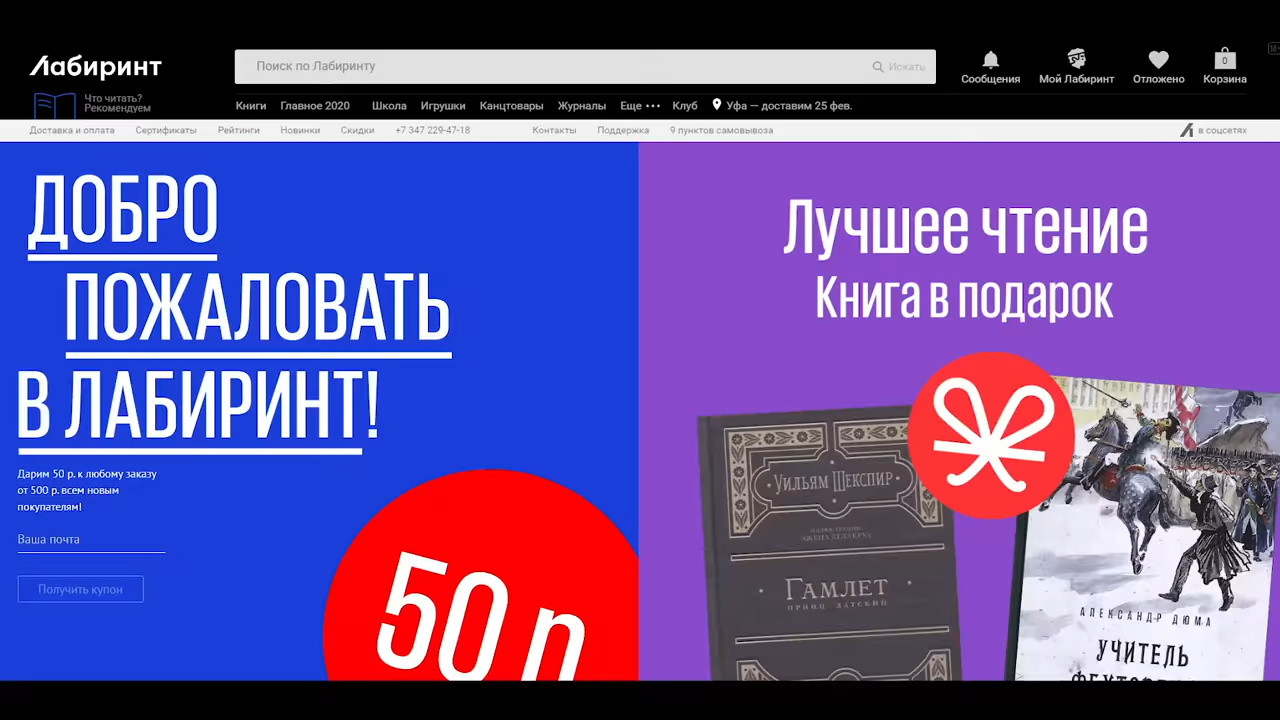 Лабиринт
Поиск по Лабиринту
Искать
Сообщения
Мой Лабиринт
Отложено
0
Корзина
Что читать?
Рекомендуем
Книги Главное 2020 Школа Игрушки Канцтовары Журналы Еще ••• Клуб Уфа — доставим 25 фев.
Доставка и оплата Сертификаты Рейтинги Новинки Скидки +7 347 229-47-18 Контакты Поддержка 9 пунктов самовывоза
в соцсетях
ДОБРО
ПОЖАЛОВАТЬ
В ЛАБИРИНТ!
Дарим 50 р. к любому заказу
от 500 р. всем новым
покупателям!
Ваша почта
Получить купон
50 р
Лучшее чтение
Книга в подарок
Уильям Шекспир
Гамлет
принц датский
АЛЕКСАНДР ДЮМА
УЧИТЕЛЬ